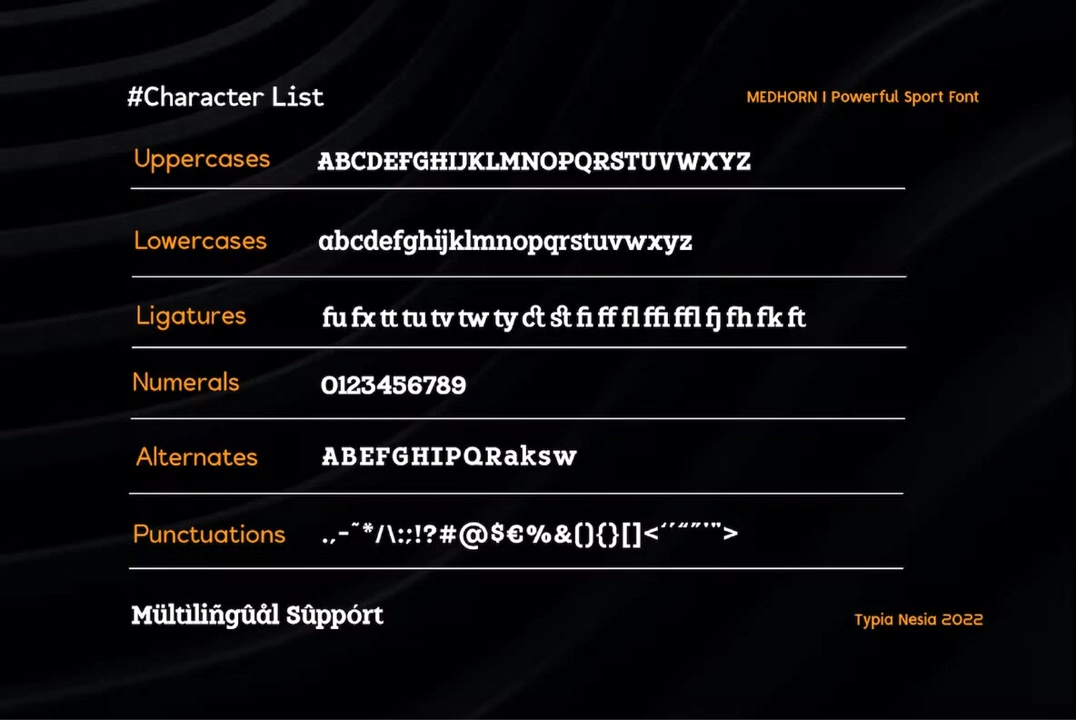 #Character List
MEDHORN | Powerful Sport Font
Uppercases ABCDEFGHIJKLMNOPQRSTUVWXYZ
Lowercases abcdefghijklmnopqrstuvwxyz
Ligatures fu fx tt tu tv tw ty ct st fi ff fl ffi ffl fj fh fk ft
Numerals 0123456789
Alternates ABEFGHIPQRaksw
Punctuations .,-~*/\:;!?#@$€%&(){}[]<‘’“”'">
Mültìliñgûål Sûppórt
Typia Nesia 2022